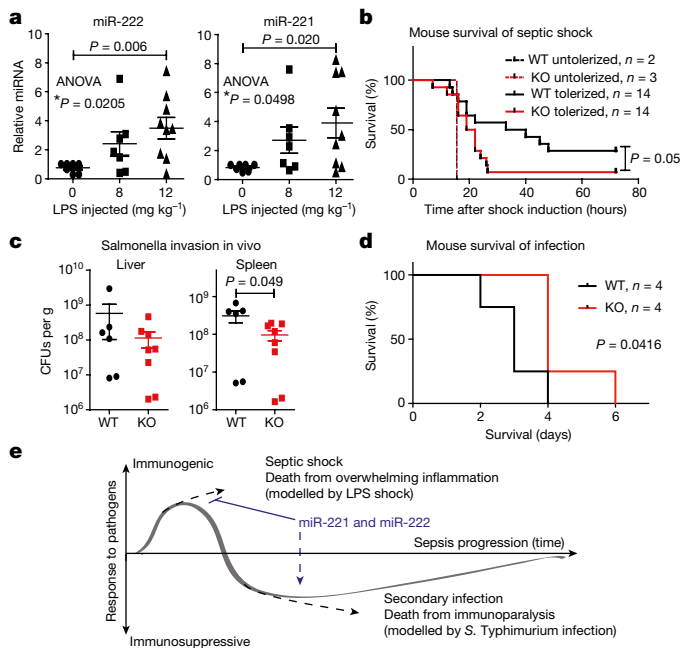 a
miR-222
miR-221
Relative miRNA
10
8
6
4
2
0
P = 0.006
ANOVA
*P = 0.0205
0 8 12
LPS injected (mg kg⁻¹)
10
8
6
4
2
0
P = 0.020
ANOVA
*P = 0.0498
0 8 12
LPS injected (mg kg⁻¹)
b
Mouse survival of septic shock
WT untolerized, n = 2
KO untolerized, n = 3
WT tolerized, n = 14
KO tolerized, n = 14
Survival (%)
100
50
0
P = 0.05
0 20 40 60 80
Time after shock induction (hours)
c
Salmonella invasion in vivo
Liver
Spleen
CFUs per g
10¹⁰
10⁹
10⁸
10⁷
10⁶
WT KO
P = 0.049
10⁹
10⁸
10⁷
10⁶
WT KO
d
Mouse survival of infection
WT, n = 4
KO, n = 4
P = 0.0416
Survival (%)
100
50
0
0 2 4 6
Survival (days)
e
Immunogenic
Response to pathogens
Immunosuppressive
Septic shock
Death from overwhelming inflammation
(modelled by LPS shock)
miR-221 and miR-222
Sepsis progression (time)
Secondary infection
Death from immunoparalysis
(modelled by S. Typhimurium infection)